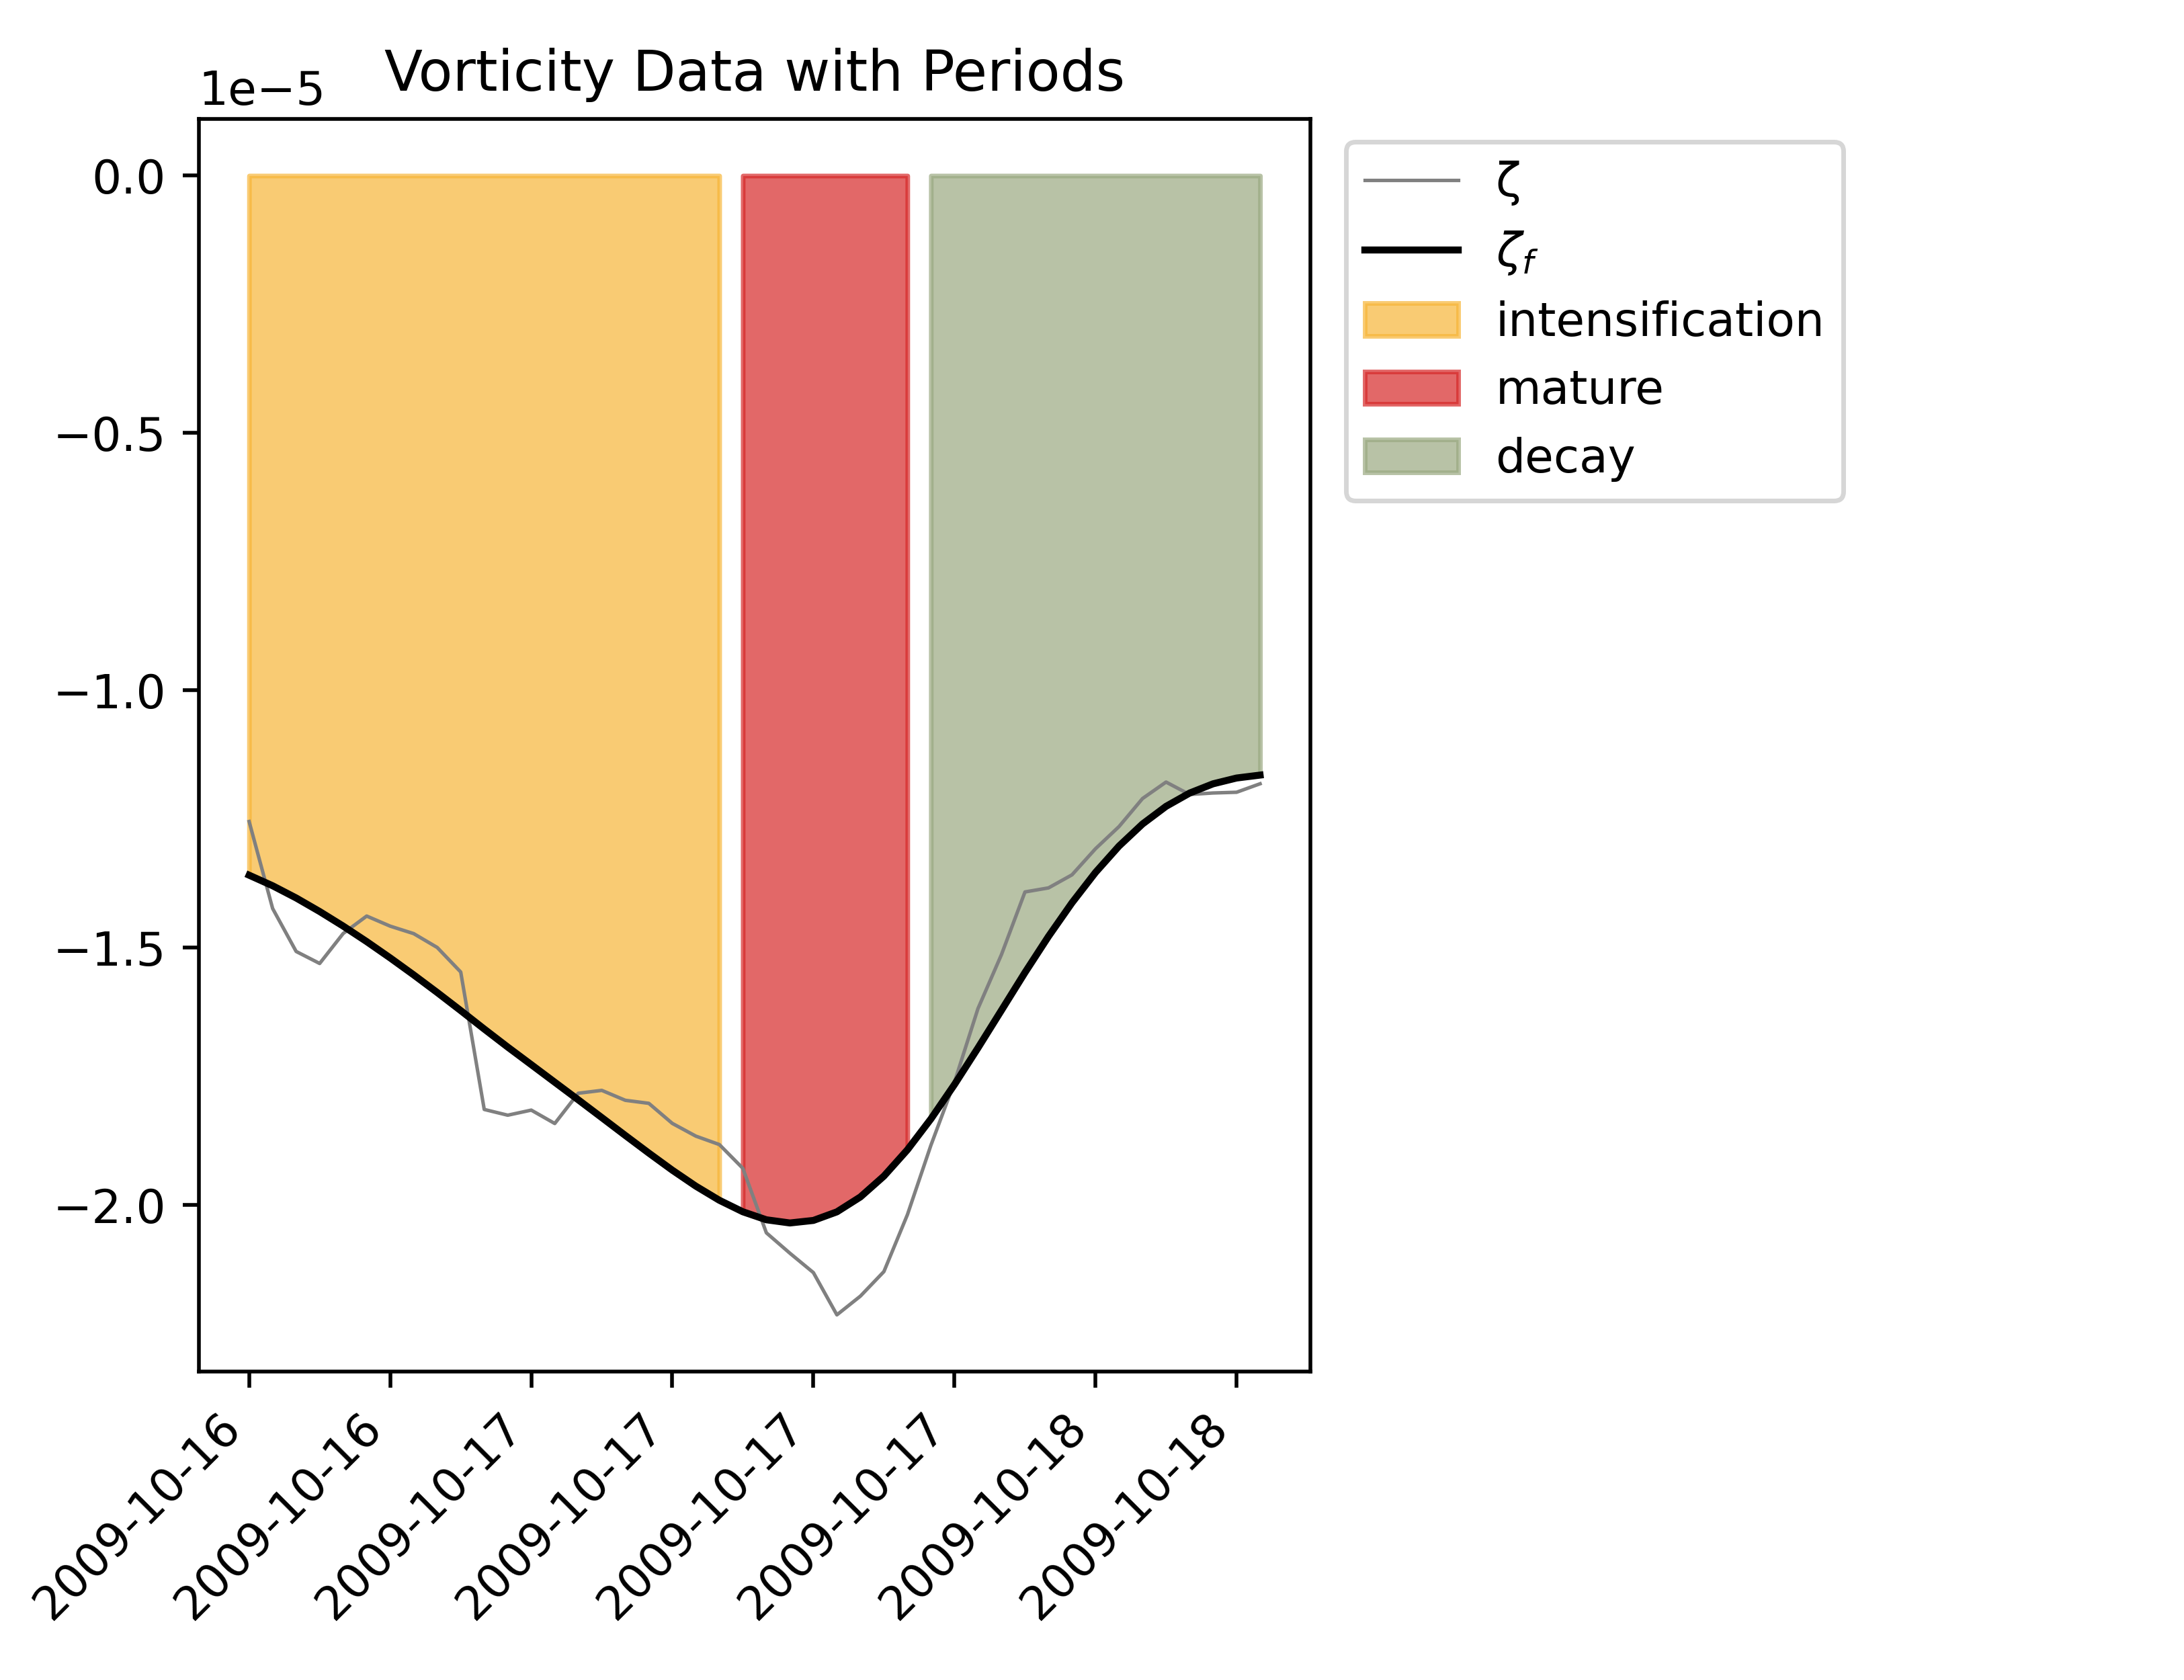 Vorticity Data with Periods
1e−5
0.0
−0.5
−1.0
−1.5
−2.0
2009-10-16
2009-10-16
2009-10-17
2009-10-17
2009-10-17
2009-10-17
2009-10-18
2009-10-18
ζ
ζf
intensification
mature
decay